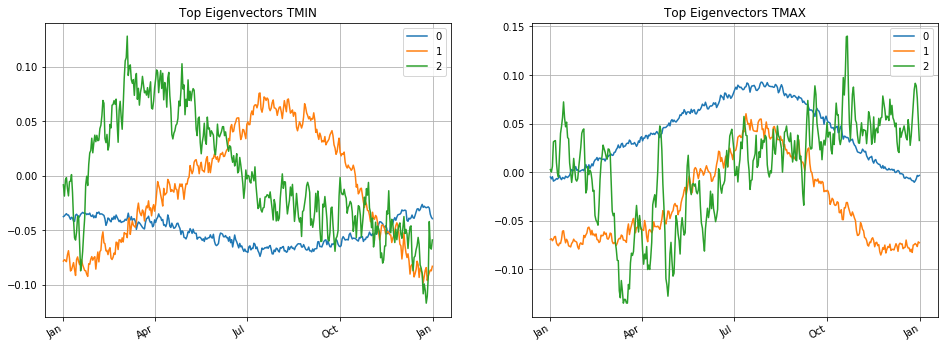 Top Eigenvectors TMIN
0
1
2
0.10
0.05
0.00
−0.05
−0.10
Jan
Apr
Jul
Oct
Jan
Top Eigenvectors TMAX
0
1
2
0.15
0.10
0.05
0.00
−0.05
−0.10
Jan
Apr
Jul
Oct
Jan